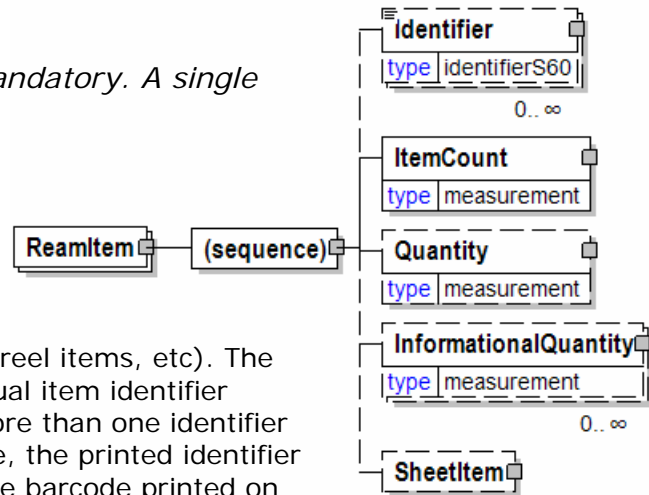 Identifier
type identifierS60
0.. ∞
andatory. A single
ItemCount
type measurement
ReamItem
(sequence)
Quantity
type measurement
InformationalQuantity
type measurement
0.. ∞
SheetItem
reel items, etc). The
ual item identifier
ore than one identifier
e, the printed identifier
e barcode printed on